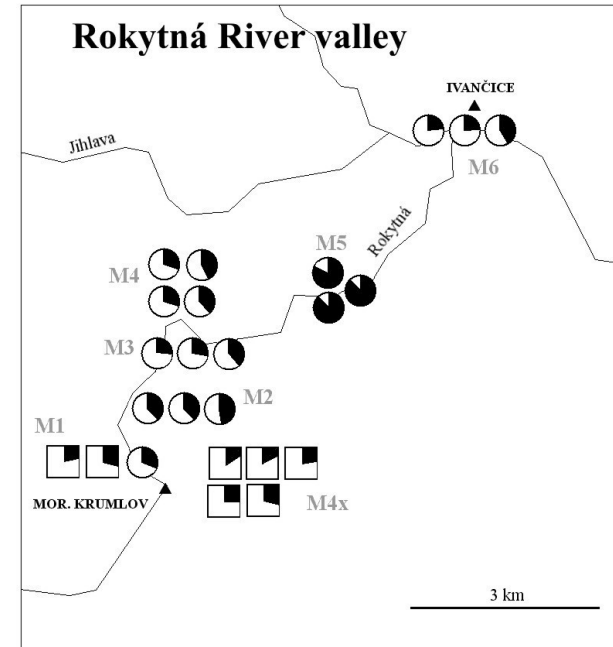 Rokytná River valley
IVANČICE
Jihlava
M6
Rokytná
M5
M4
M3
M2
M1
MOR. KRUMLOV
M4x
3 km